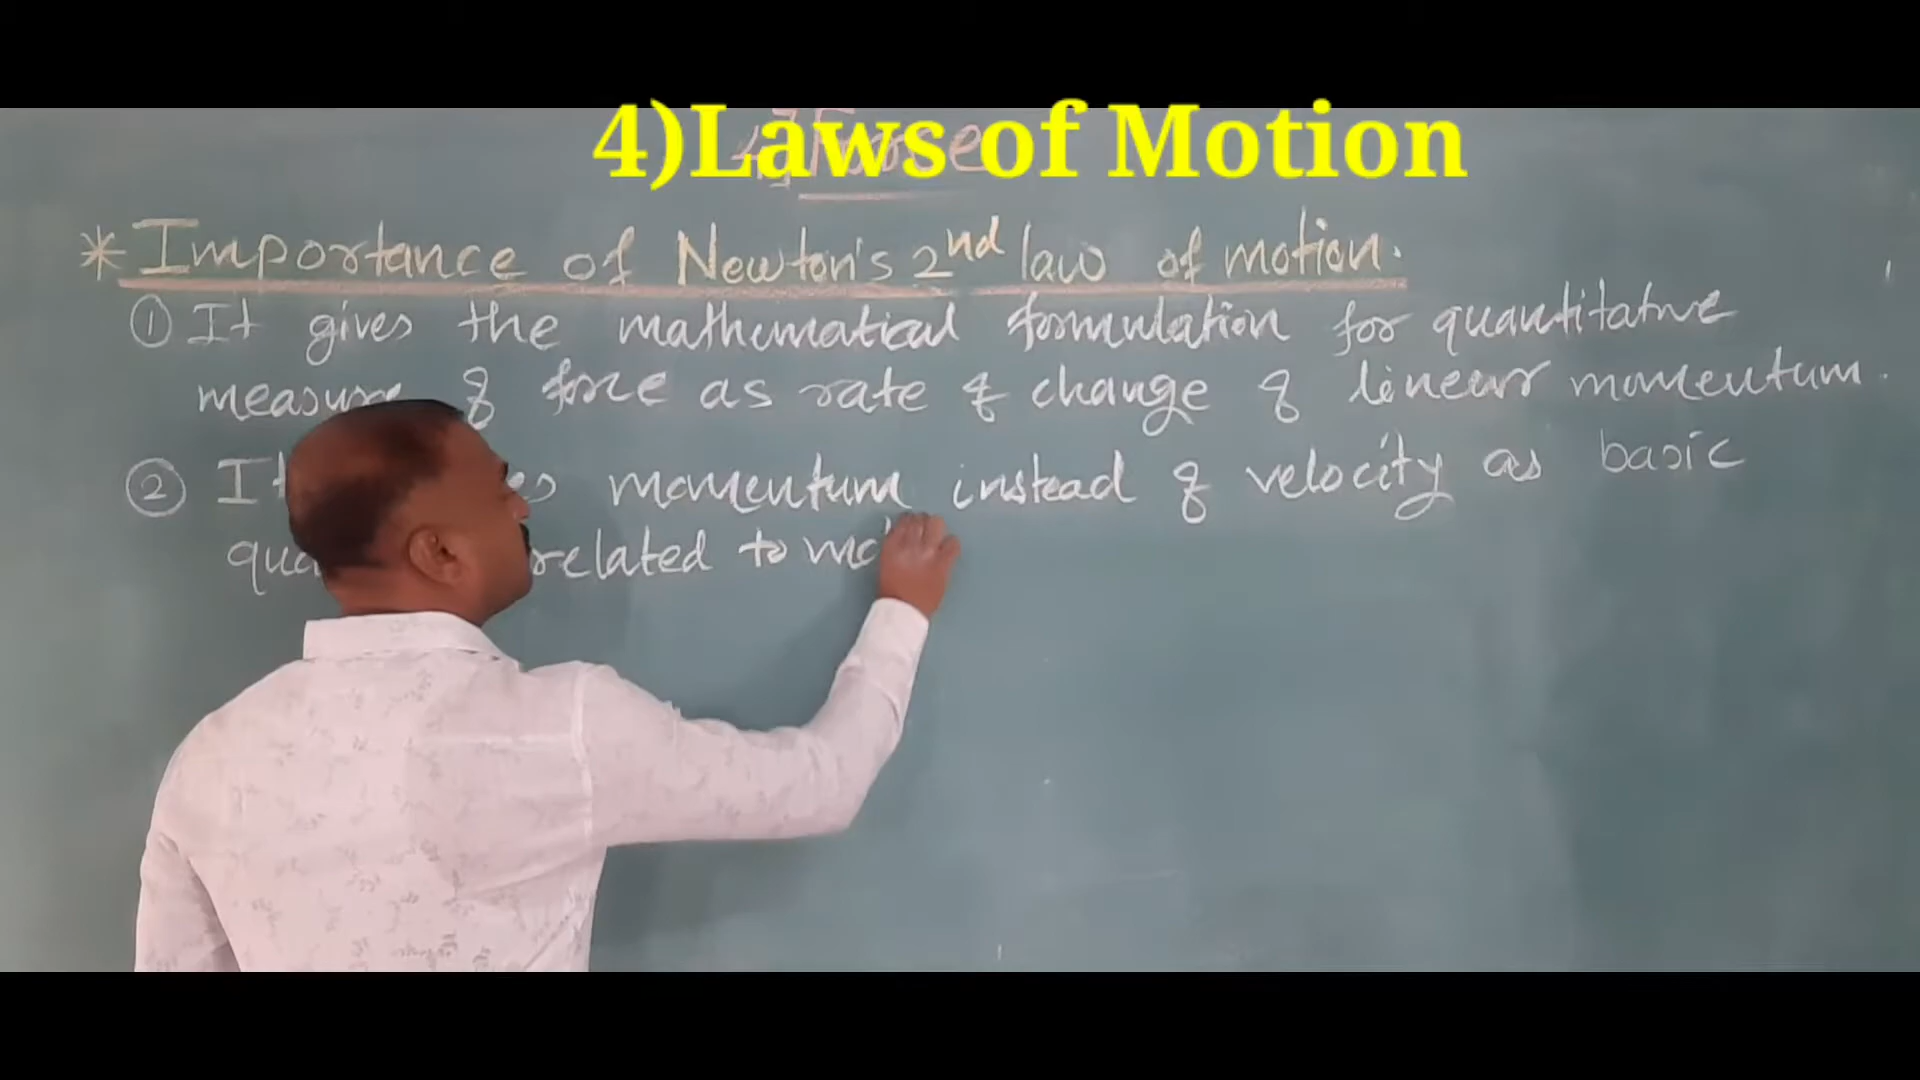 4)Laws of Motion
* Importance of Newton's 2nd law of motion.
① It gives the mathematical formulation for quantitative
measure of force as rate of change of linear momentum.
② It momentum instead of velocity as basic
related to